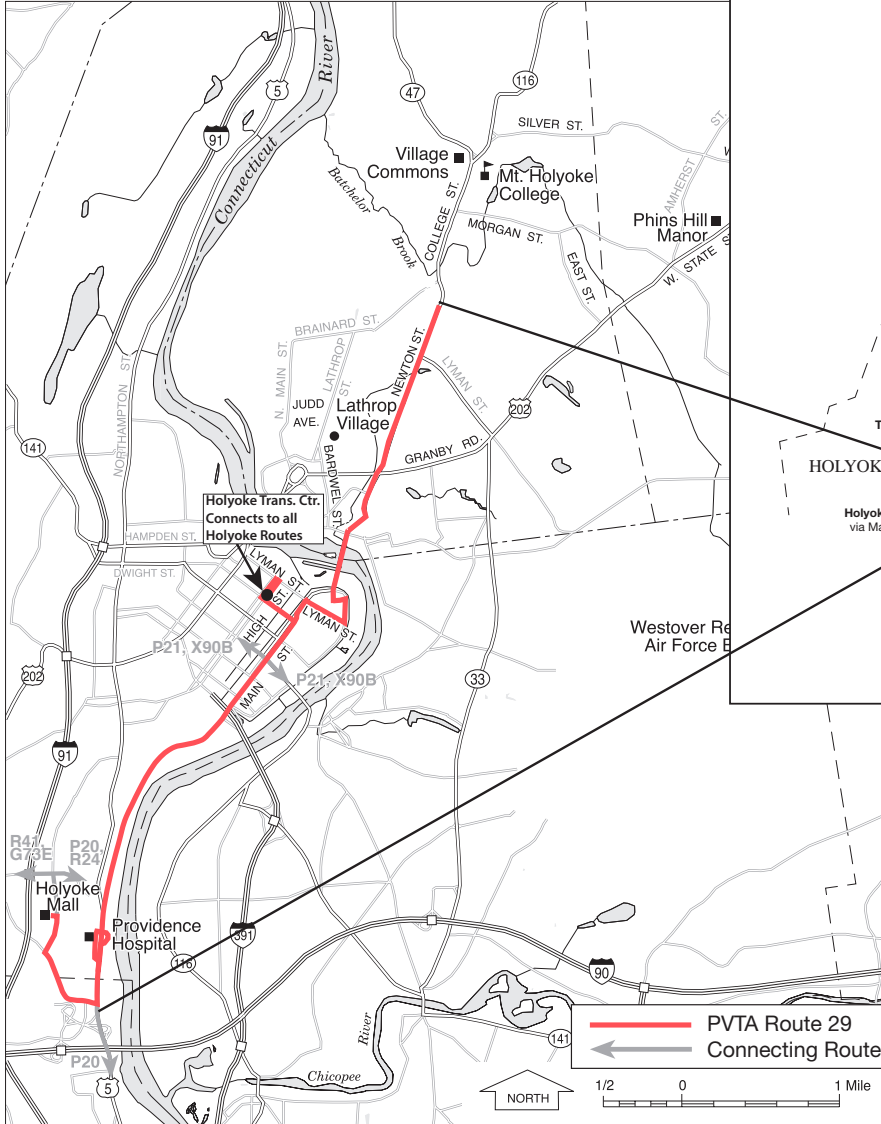 River
5
47
116
91
SILVER ST.
Connecticut
Village
Commons
Batchelor
Brook
COLLEGE ST.
Mt. Holyoke
College
AMHERST
ST.
W
Phins Hill
Manor
MORGAN ST.
EAST ST.
W. STATE S
BRAINARD ST.
N. MAIN ST.
LATHROP
ST.
NEWTON ST.
LYMAN ST.
202
NORTHAMPTON ST.
JUDD
AVE.
Lathrop
Village
BARDWELL ST.
GRANBY RD.
141
T
HOLYOK
Holyok
via Ma
Holyoke Trans. Ctr.
Connects to all
Holyoke Routes
HAMPDEN ST.
DWIGHT ST.
LYMAN ST.
HIGH
ST.
LYMAN ST.
MAIN
ST.
P21, X90B
P21, X90B
Westover Re
Air Force B
202
33
91
R41,
G73E
P20,
R24
Holyoke
Mall
Providence
Hospital
391
116
90
River
141
Chicopee
P20
5
PVTA Route 29
Connecting Route
NORTH
1/2
0
1 Mile